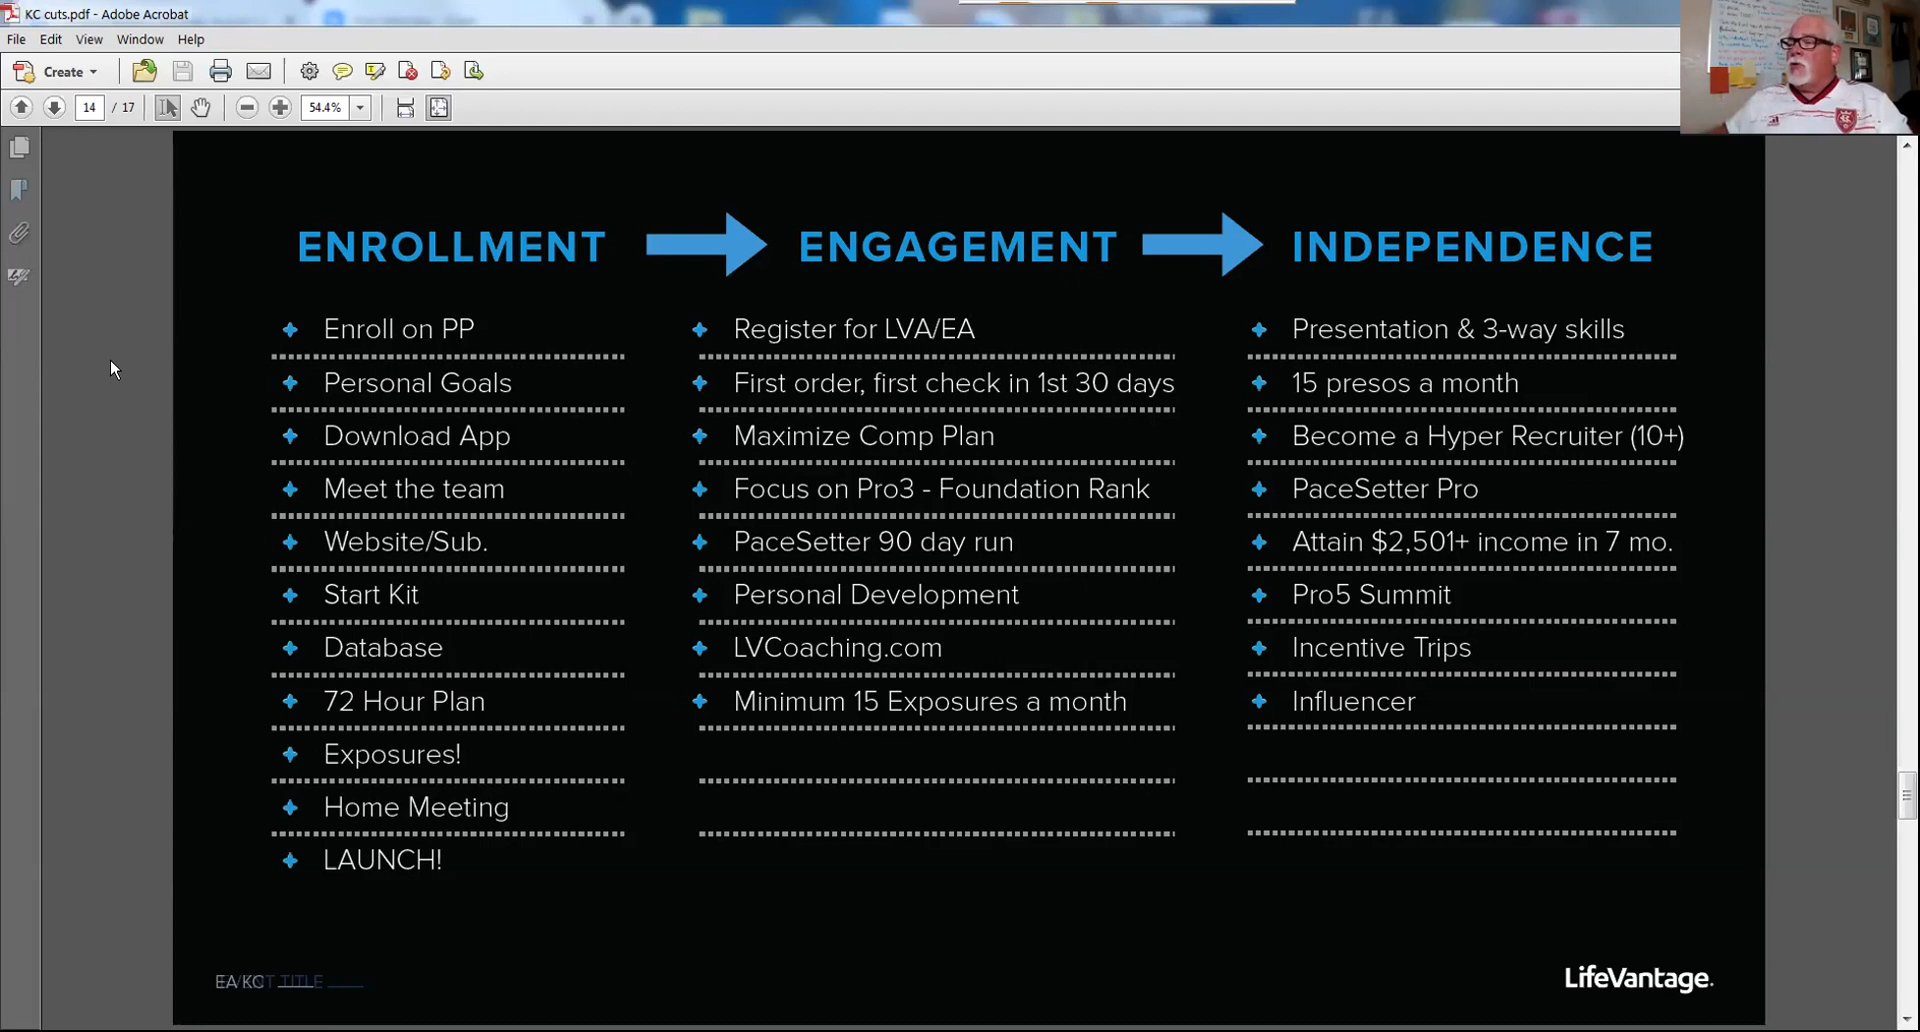 KC cuts.pdf - Adobe Acrobat
File Edit View Window Help
Create
14 / 17 54.4%
ENROLLMENT
Enroll on PP
Personal Goals
Download App
Meet the team
Website/Sub.
Start Kit
Database
72 Hour Plan
Exposures!
Home Meeting
LAUNCH!
ENGAGEMENT
Register for LVA/EA
First order, first check in 1st 30 days
Maximize Comp Plan
Focus on Pro3 - Foundation Rank
PaceSetter 90 day run
Personal Development
LVCoaching.com
Minimum 15 Exposures a month
INDEPENDENCE
Presentation & 3-way skills
15 presos a month
Become a Hyper Recruiter (10+)
PaceSetter Pro
Attain $2,501+ income in 7 mo.
Pro5 Summit
Incentive Trips
Influencer
EA/KC TITLE
LifeVantage.